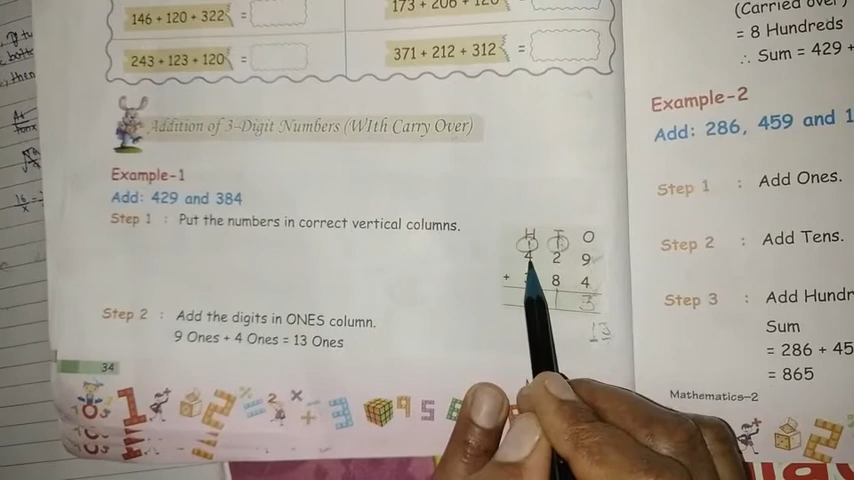 146 + 120 + 322 =
173 + 206 + 120
243 + 123 + 120 =
371 + 212 + 312 =
Addition of 3-Digit Numbers (WIth Carry Over)
Example-1
Add: 429 and 384
Step 1 : Put the numbers in correct vertical columns.
H T O
1 1
4 2 9
+ 8 4
1 3
13
Step 2 : Add the digits in ONES column.
9 Ones + 4 Ones = 13 Ones
34
(Carried over)
= 8 Hundreds
∴ Sum = 429 +
Example-2
Add: 286, 459 and 1
Step 1 : Add Ones.
Step 2 : Add Tens.
Step 3 : Add Hundr
Sum
= 286 + 45
= 865
Mathematics-2